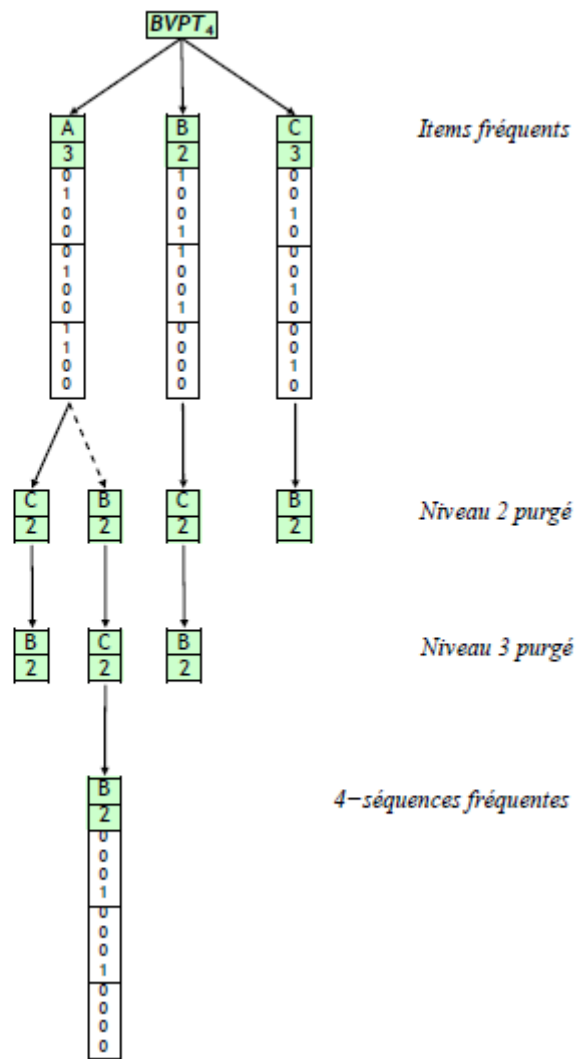 BVPT₄
A B C Items fréquents
3 2 3
0 1 0
1 0 0
0 0 1
0 1 0
0 1 0
1 0 0
0 0 1
0 1 0
1 0 0
1 0 0
0 0 1
0 0 0
C B C B Niveau 2 purgé
2 2 2 2
B C B Niveau 3 purgé
2 2 2
B 4−séquences fréquentes
2
0
0
0
1
0
0
0
1
0
0
0
0